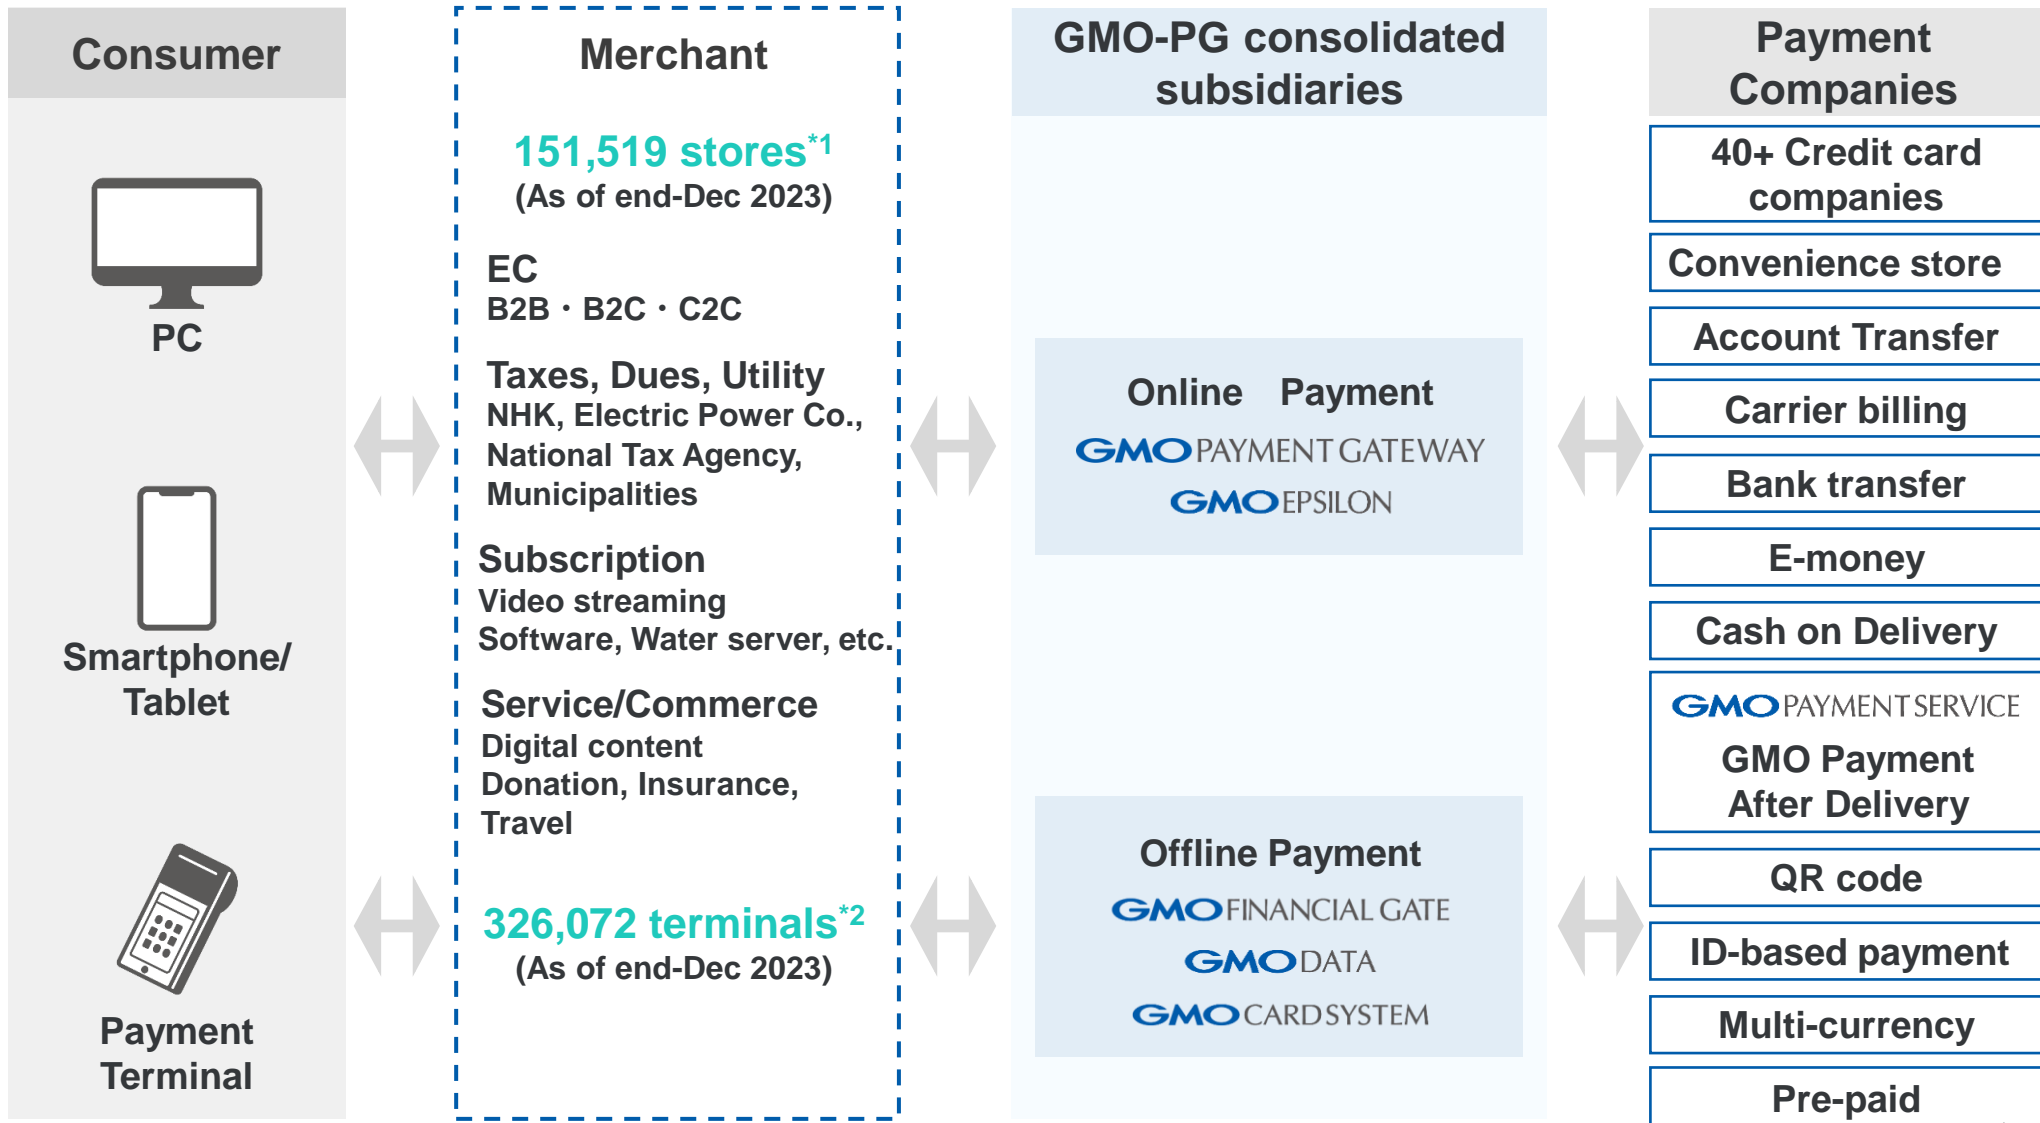 Consumer
PC
Smartphone/
Tablet
Payment
Terminal
Merchant
151,519 stores*1
(As of end-Dec 2023)
EC
B2B・B2C・C2C
Taxes, Dues, Utility
NHK, Electric Power Co.,
National Tax Agency,
Municipalities
Subscription
Video streaming
Software, Water server, etc.
Service/Commerce
Digital content
Donation, Insurance,
Travel
326,072 terminals*2
(As of end-Dec 2023)
GMO-PG consolidated
subsidiaries
Online Payment
GMO PAYMENT GATEWAY
GMO EPSILON
Offline Payment
GMO FINANCIAL GATE
GMO DATA
GMO CARD SYSTEM
Payment
Companies
40+ Credit card
companies
Convenience store
Account Transfer
Carrier billing
Bank transfer
E-money
Cash on Delivery
GMO PAYMENT SERVICE
GMO Payment
After Delivery
QR code
ID-based payment
Multi-currency
Pre-paid